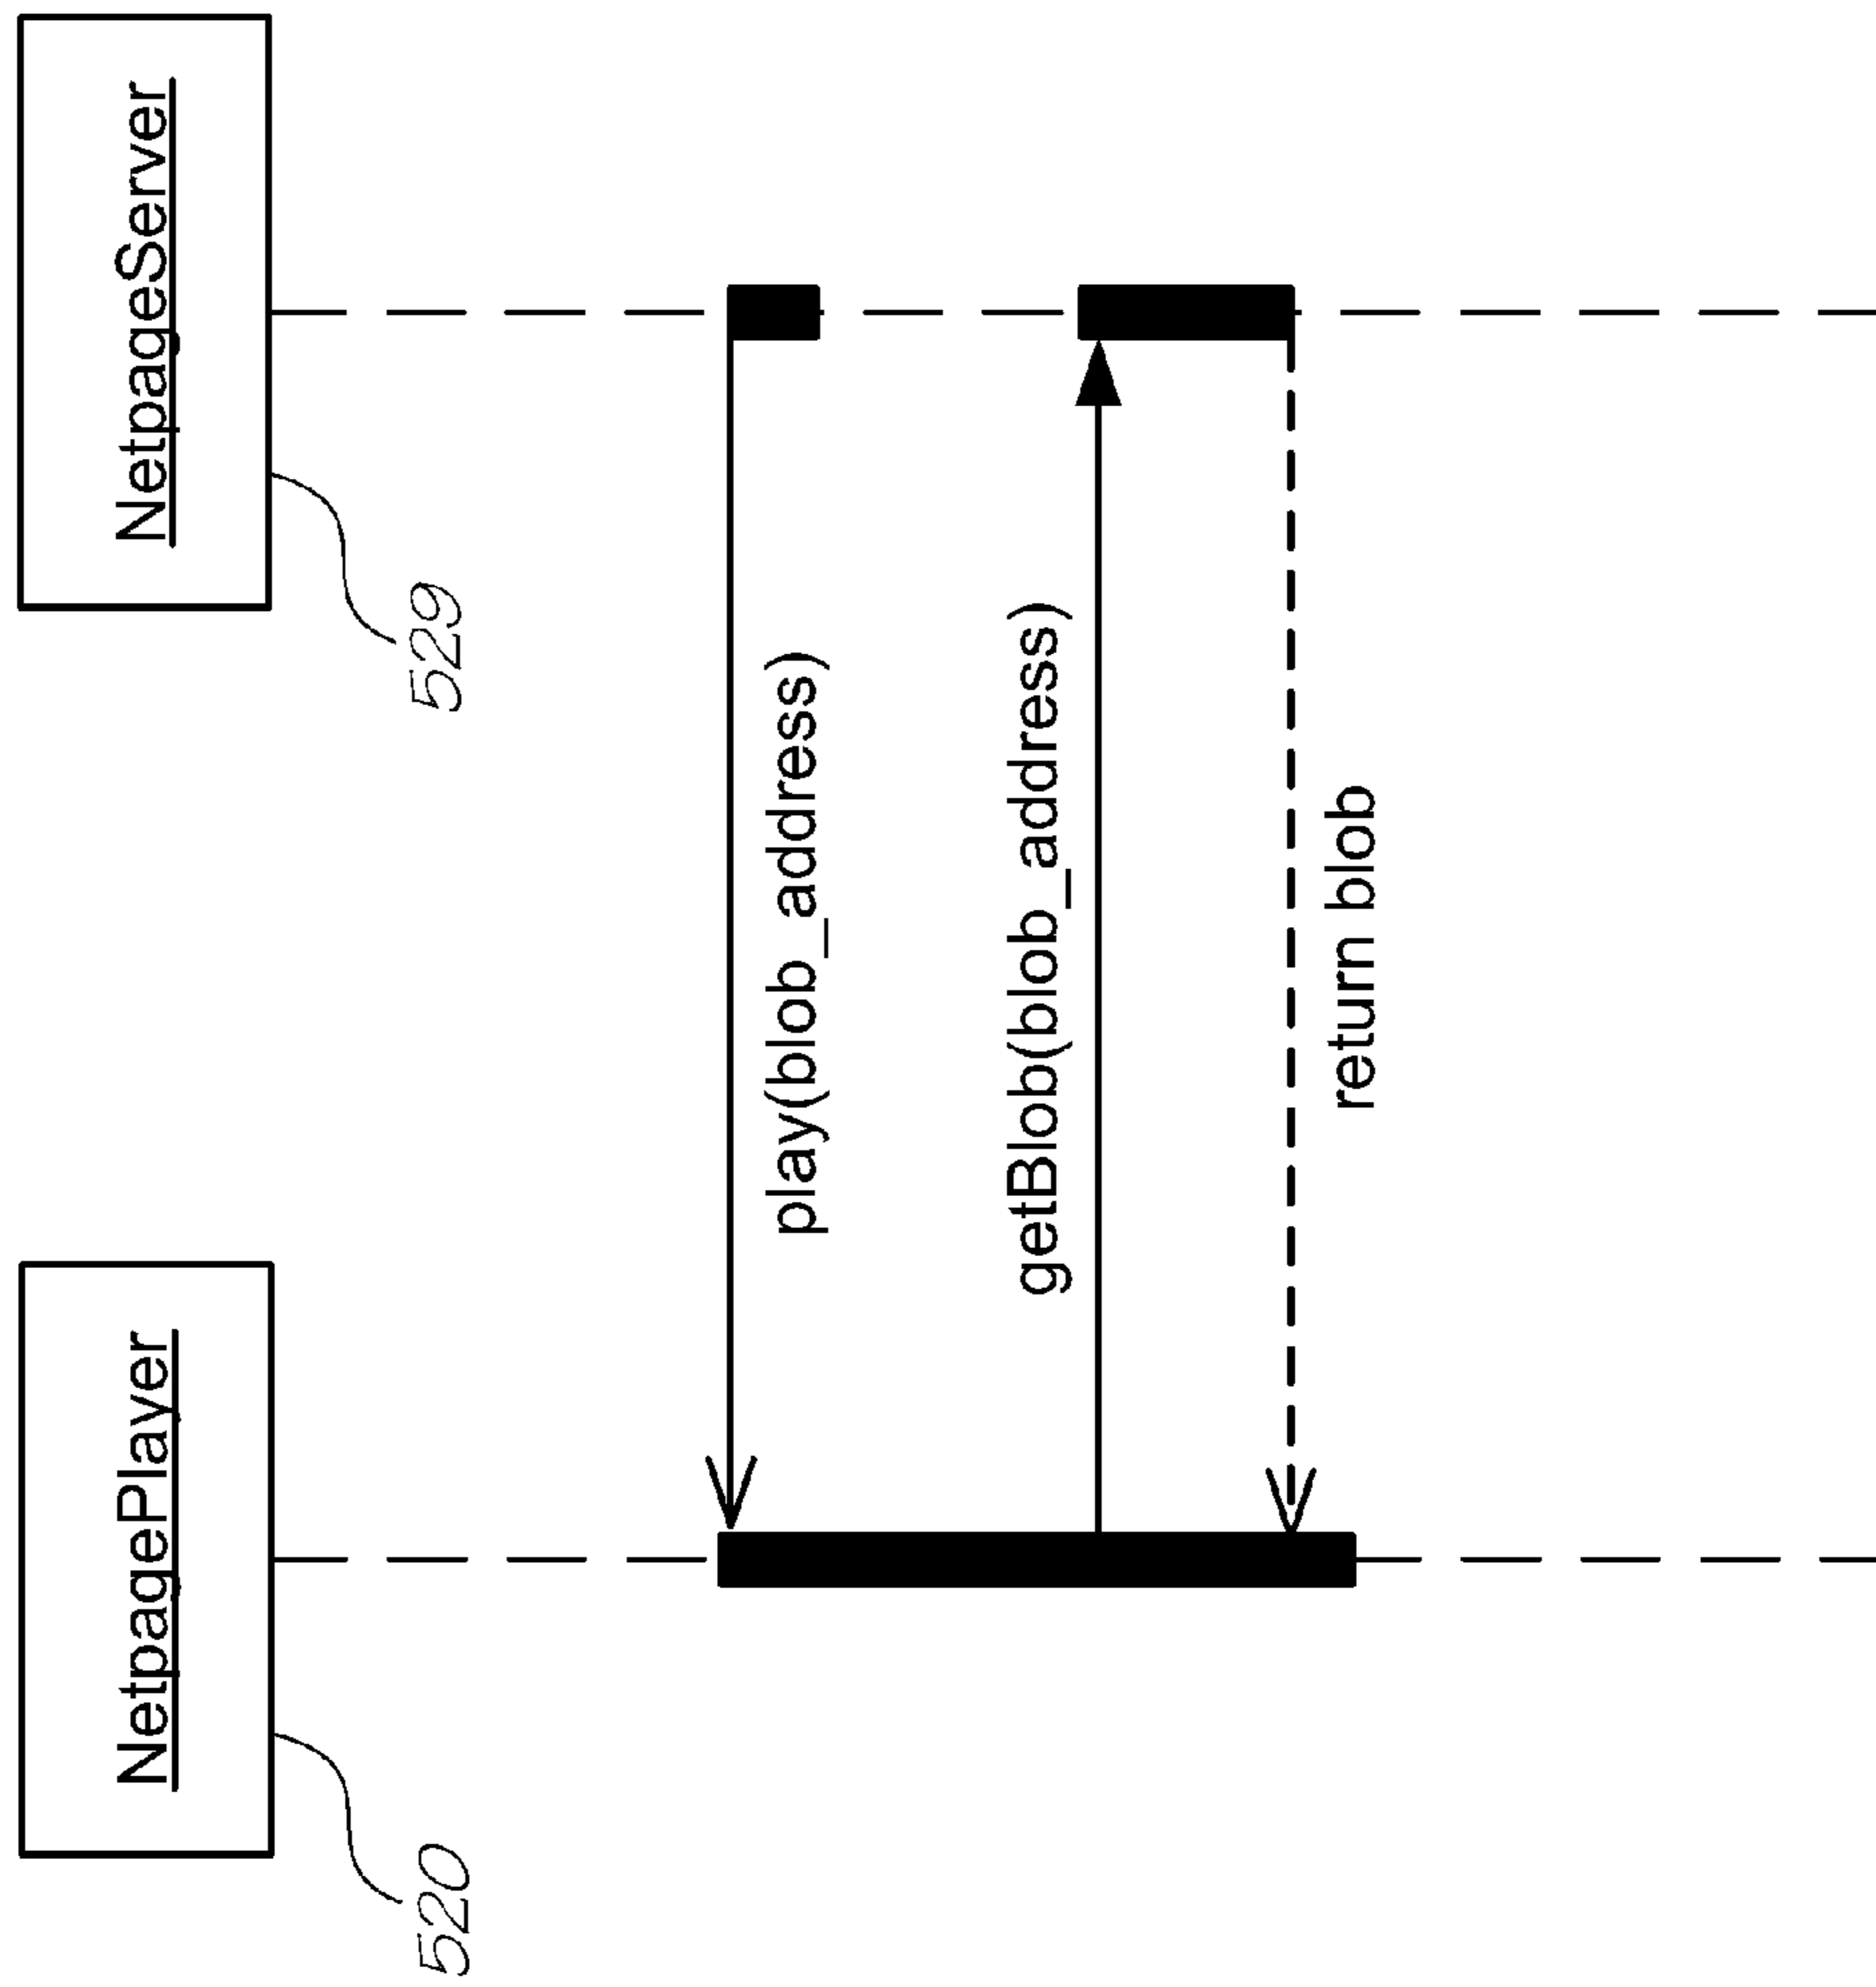 NetpagePlayer
NetpageServer
520
529
play(blob_address)
getBlob(blob_address)
return blob